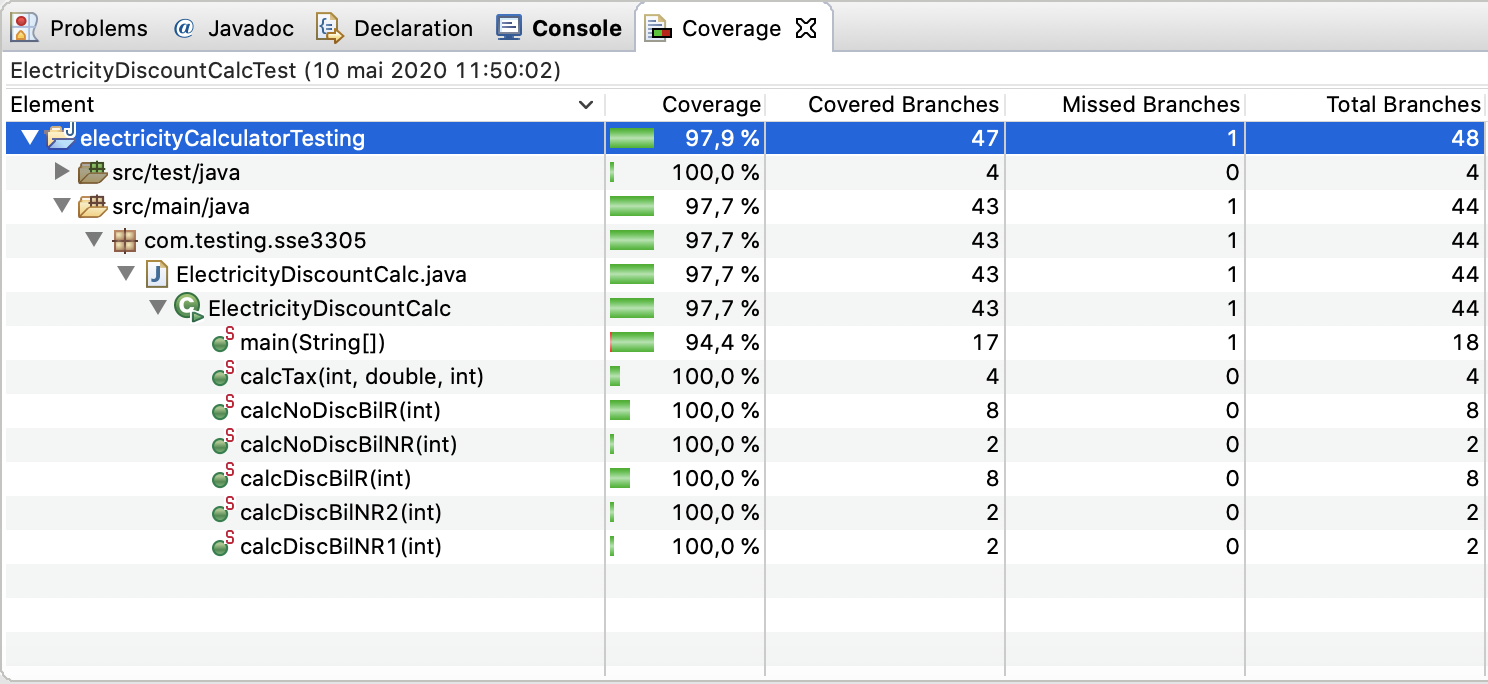 Problems @ Javadoc Declaration Console Coverage
ElectricityDiscountCalcTest (10 mai 2020 11:50:02)
Element Coverage Covered Branches Missed Branches Total Branches
electricityCalculatorTesting 97,9 % 47 1 48
src/test/java 100,0 % 4 0 4
src/main/java 97,7 % 43 1 44
com.testing.sse3305 97,7 % 43 1 44
ElectricityDiscountCalc.java 97,7 % 43 1 44
ElectricityDiscountCalc 97,7 % 43 1 44
main(String[]) 94,4 % 17 1 18
calcTax(int, double, int) 100,0 % 4 0 4
calcNoDiscBilR(int) 100,0 % 8 0 8
calcNoDiscBilNR(int) 100,0 % 2 0 2
calcDiscBilR(int) 100,0 % 8 0 8
calcDiscBilNR2(int) 100,0 % 2 0 2
calcDiscBilNR1(int) 100,0 % 2 0 2